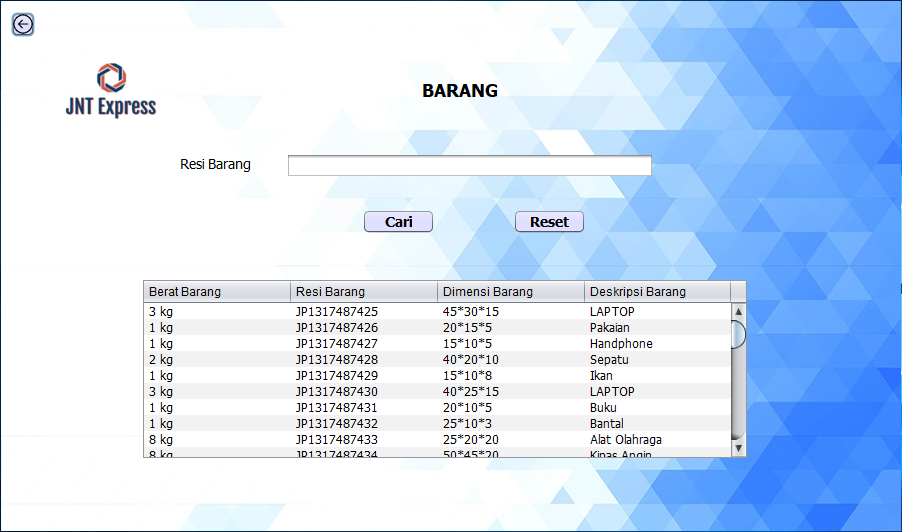 JNT Express
BARANG
Resi Barang
Cari Reset
Berat Barang Resi Barang Dimensi Barang Deskripsi Barang
3 kg JP1317487425 45*30*15 LAPTOP
1 kg JP1317487426 20*15*5 Pakaian
1 kg JP1317487427 15*10*5 Handphone
2 kg JP1317487428 40*20*10 Sepatu
1 kg JP1317487429 15*10*8 Ikan
3 kg JP1317487430 40*25*15 LAPTOP
1 kg JP1317487431 20*10*5 Buku
1 kg JP1317487432 25*10*3 Bantal
8 kg JP1317487433 25*20*20 Alat Olahraga
8 kg JP1317487434 50*45*20 Kipas Angin